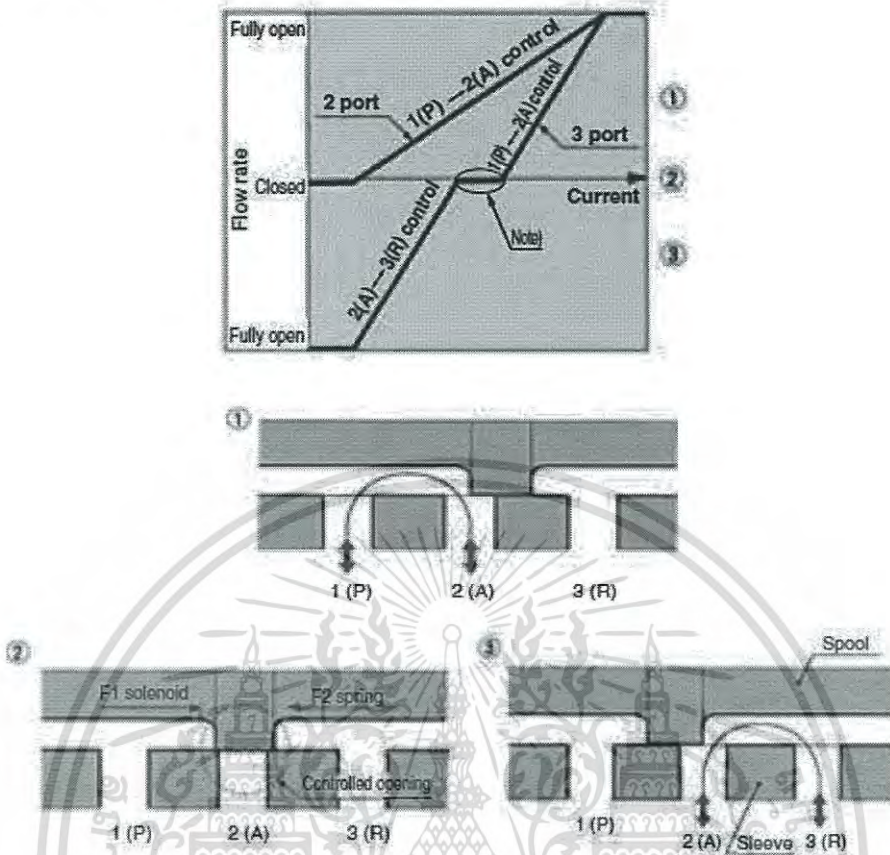 Fully open
2 port
1(P) — 2(A) control
1(P) — 2(A) control
3 port
①
Flow rate
Closed
Current
②
2(A) — 3(R) control
Note)
③
Fully open
①
1 (P) 2 (A) 3 (R)
②
F1 solenoid F2 spring
Controlled opening
1 (P) 2 (A) 3 (R)
③
Spool
1 (P)
2 (A) Sleeve 3 (R)